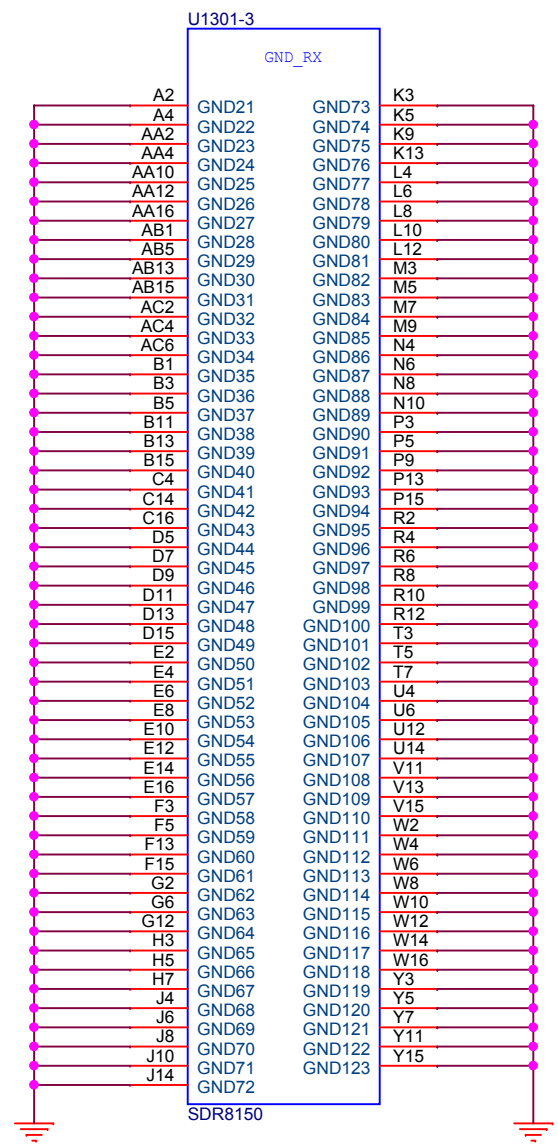 U1301-3
GND_RX
A2 GND21 GND73 K3
A4 GND22 GND74 K5
AA2 GND23 GND75 K9
AA4 GND24 GND76 K13
AA10 GND25 GND77 L4
AA12 GND26 GND78 L6
AA16 GND27 GND79 L8
AB1 GND28 GND80 L10
AB5 GND29 GND81 L12
AB13 GND30 GND82 M3
AB15 GND31 GND83 M5
AC2 GND32 GND84 M7
AC4 GND33 GND85 M9
AC6 GND34 GND86 N4
B1 GND35 GND87 N6
B3 GND36 GND88 N8
B5 GND37 GND89 N10
B11 GND38 GND90 P3
B13 GND39 GND91 P5
B15 GND40 GND92 P9
C4 GND41 GND93 P13
C14 GND42 GND94 P15
C16 GND43 GND95 R2
D5 GND44 GND96 R4
D7 GND45 GND97 R6
D9 GND46 GND98 R8
D11 GND47 GND99 R10
D13 GND48 GND100 R12
D15 GND49 GND101 T3
E2 GND50 GND102 T5
E4 GND51 GND103 T7
E6 GND52 GND104 U4
E8 GND53 GND105 U6
E10 GND54 GND106 U12
E12 GND55 GND107 U14
E14 GND56 GND108 V11
E16 GND57 GND109 V13
F3 GND58 GND110 V15
F5 GND59 GND111 W2
F13 GND60 GND112 W4
F15 GND61 GND113 W6
G2 GND62 GND114 W8
G6 GND63 GND115 W10
G12 GND64 GND116 W12
H3 GND65 GND117 W14
H5 GND66 GND118 W16
H7 GND67 GND119 Y3
J4 GND68 GND120 Y5
J6 GND69 GND121 Y7
J8 GND70 GND122 Y11
J10 GND71 GND123 Y15
J14 GND72
SDR8150